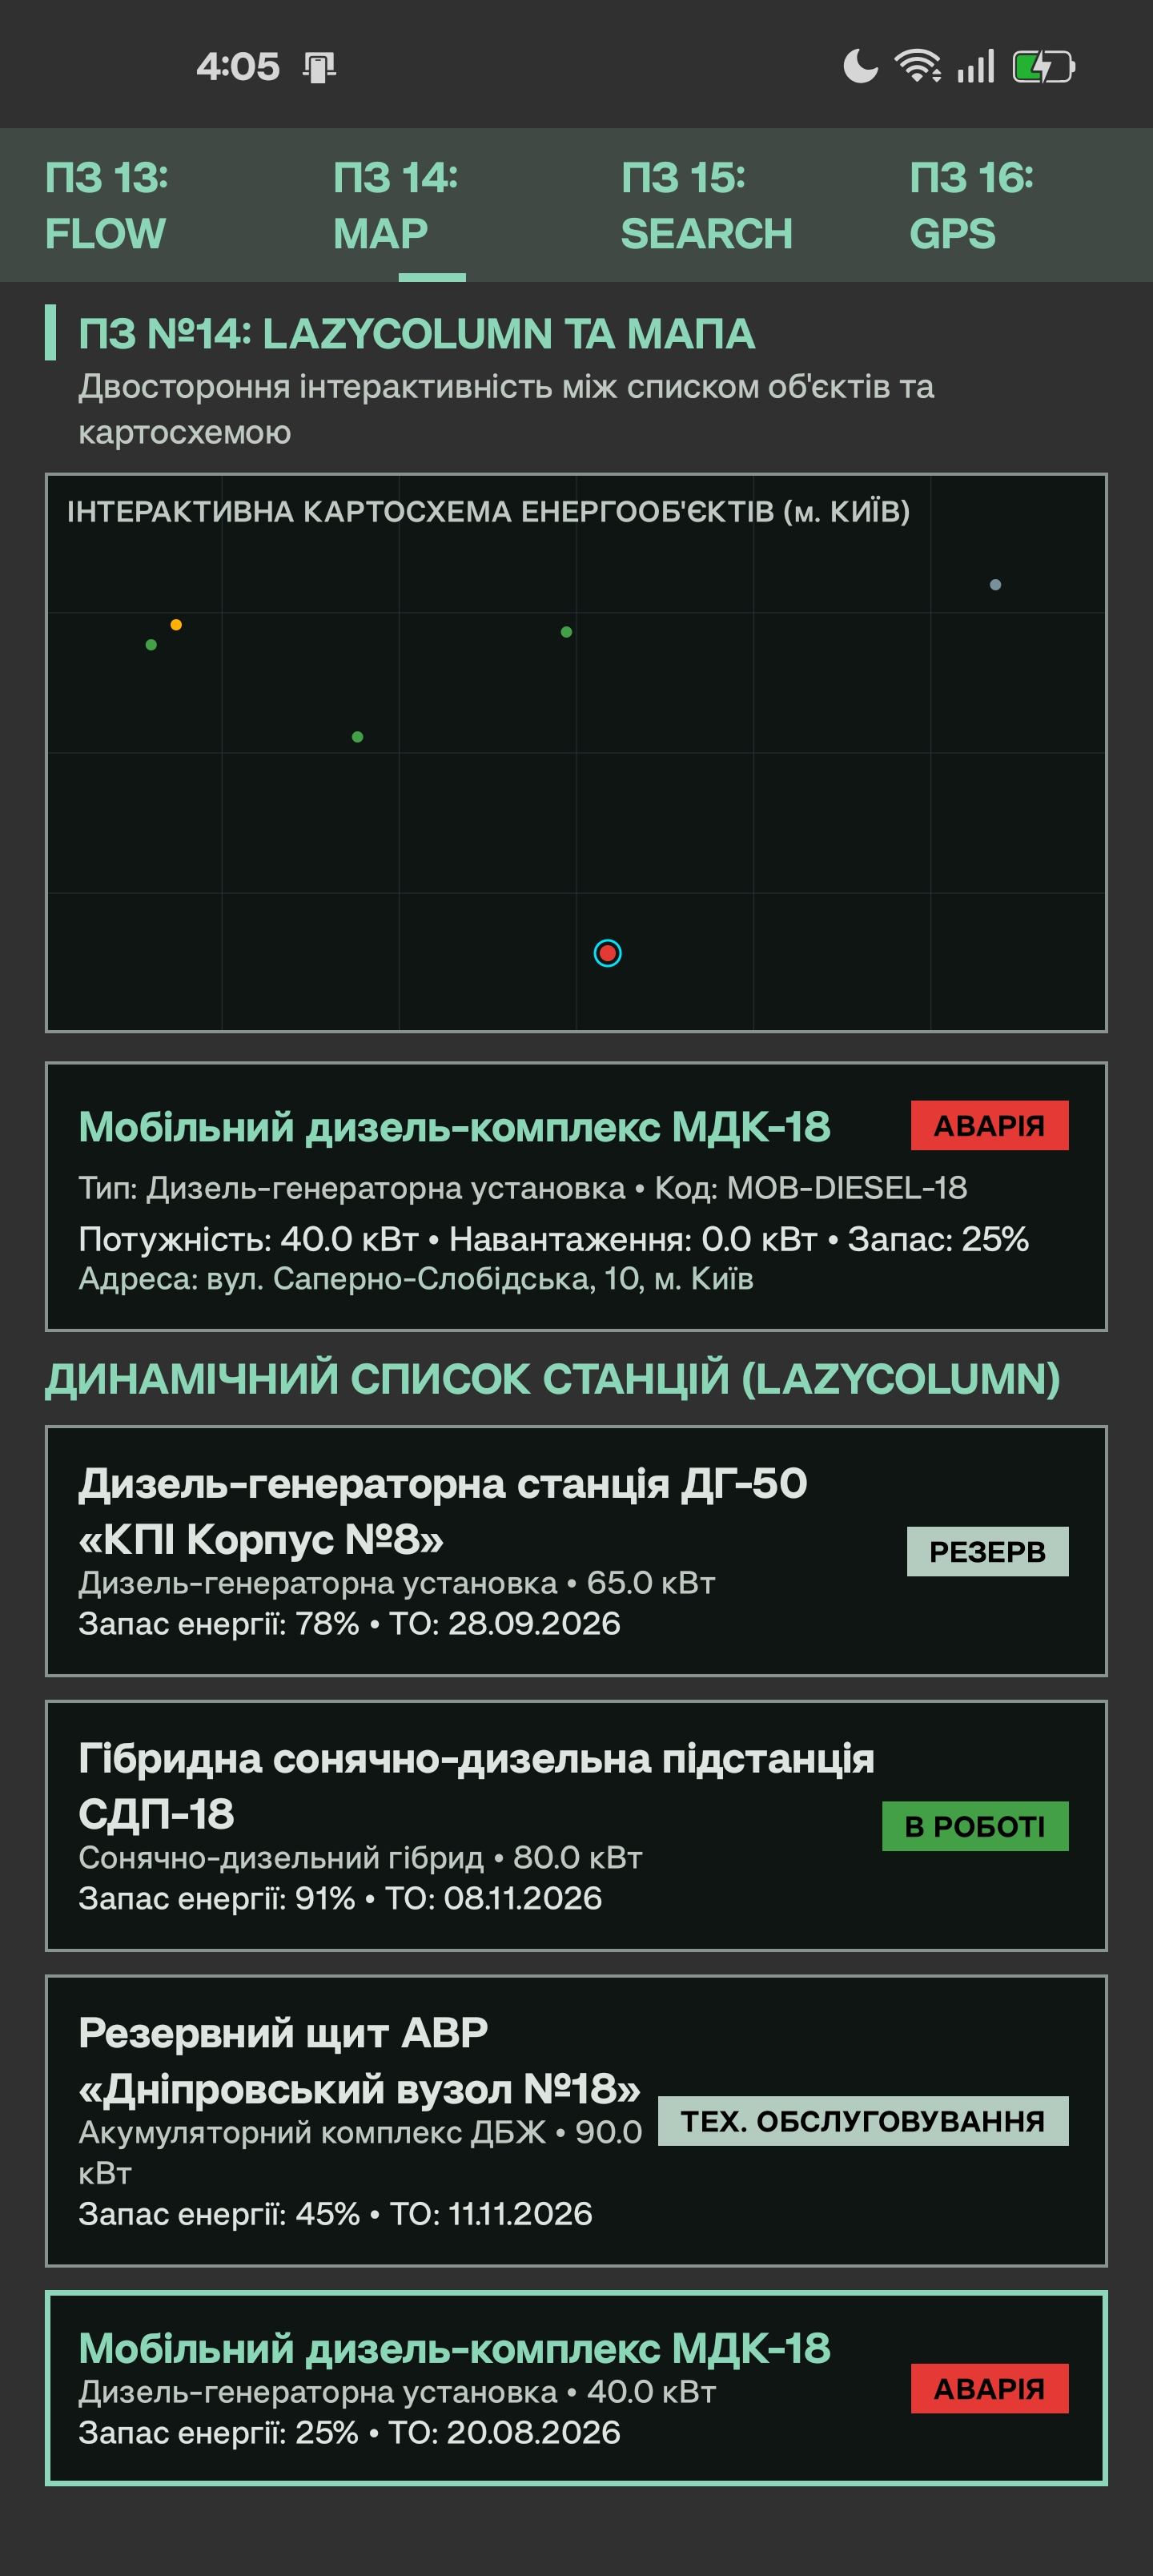 4:05
ПЗ 13:
FLOW
ПЗ 14:
MAP
ПЗ 15:
SEARCH
ПЗ 16:
GPS
ПЗ №14: LAZYCOLUMN ТА МАПА
Двостороння інтерактивність між списком об'єктів та
картосхемою
ІНТЕРАКТИВНА КАРТОСХЕМА ЕНЕРГООБ'ЄКТІВ (м. КИЇВ)
Мобільний дизель-комплекс МДК-18
АВАРІЯ
Тип: Дизель-генераторна установка • Код: MOB-DIESEL-18
Потужність: 40.0 кВт • Навантаження: 0.0 кВт • Запас: 25%
Адреса: вул. Саперно-Слобідська, 10, м. Київ
ДИНАМІЧНИЙ СПИСОК СТАНЦІЙ (LAZYCOLUMN)
Дизель-генераторна станція ДГ-50
«КПІ Корпус №8»
РЕЗЕРВ
Дизель-генераторна установка • 65.0 кВт
Запас енергії: 78% • ТО: 28.09.2026
Гібридна сонячно-дизельна підстанція
СДП-18
В РОБОТІ
Сонячно-дизельний гібрид • 80.0 кВт
Запас енергії: 91% • ТО: 08.11.2026
Резервний щит АВР
«Дніпровський вузол №18»
ТЕХ. ОБСЛУГОВУВАННЯ
Акумуляторний комплекс ДБЖ • 90.0
кВт
Запас енергії: 45% • ТО: 11.11.2026
Мобільний дизель-комплекс МДК-18
АВАРІЯ
Дизель-генераторна установка • 40.0 кВт
Запас енергії: 25% • ТО: 20.08.2026